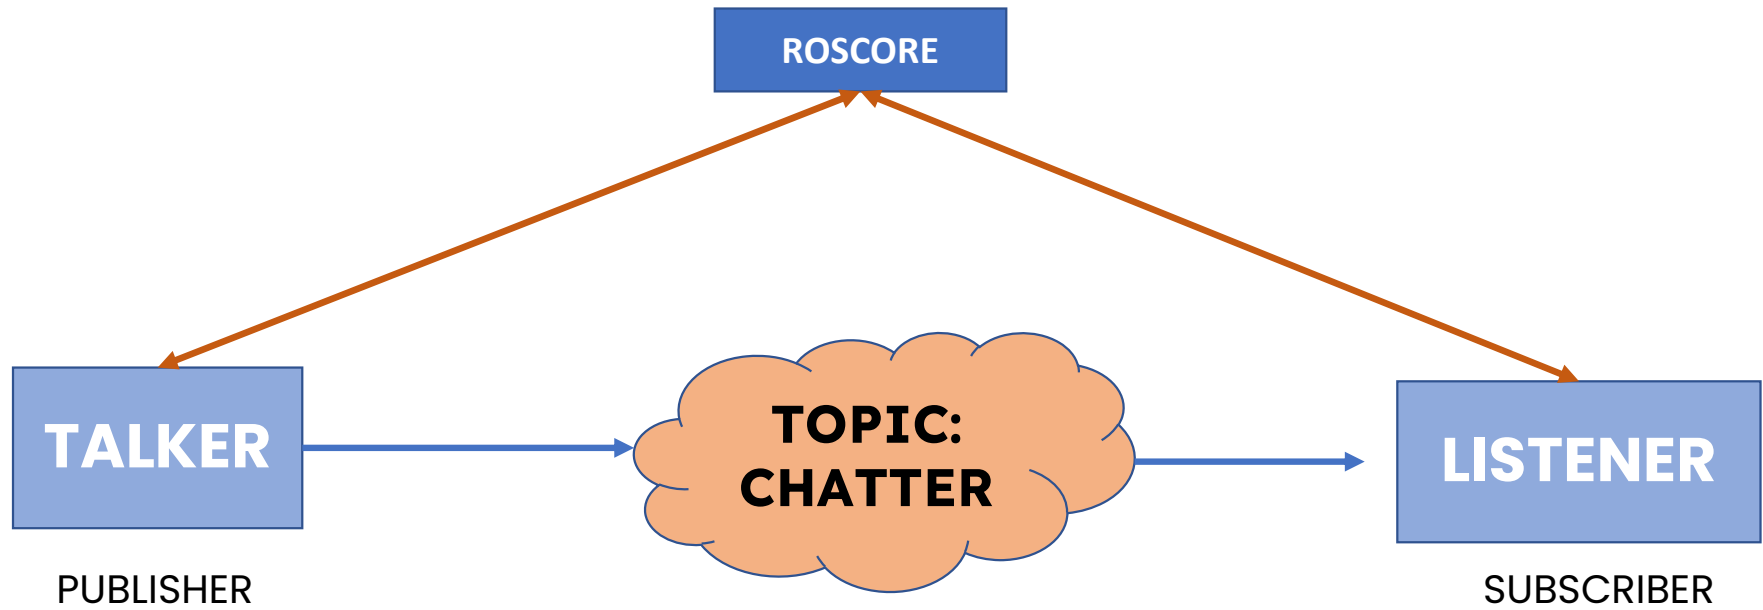 ROSCORE
TALKER
TOPIC:
CHATTER
LISTENER
PUBLISHER
SUBSCRIBER